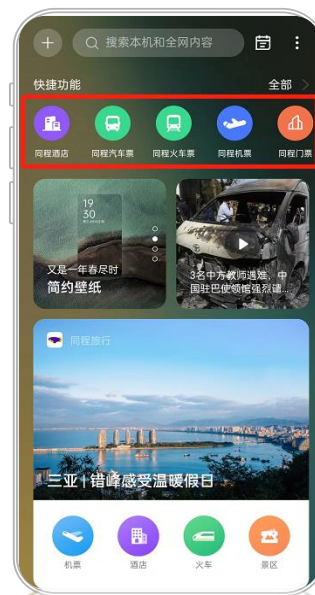 搜索本机和全网内容
快捷功能
全部
同程酒店
同程汽车票
同程火车票
同程机票
同程门票
19
30
又是一年春尽时
简约壁纸
3名中方教师遇难，中
国驻巴使领馆强烈谴...
同程旅行
三亚|错峰感受温暖假日
机票
酒店
火车
景区